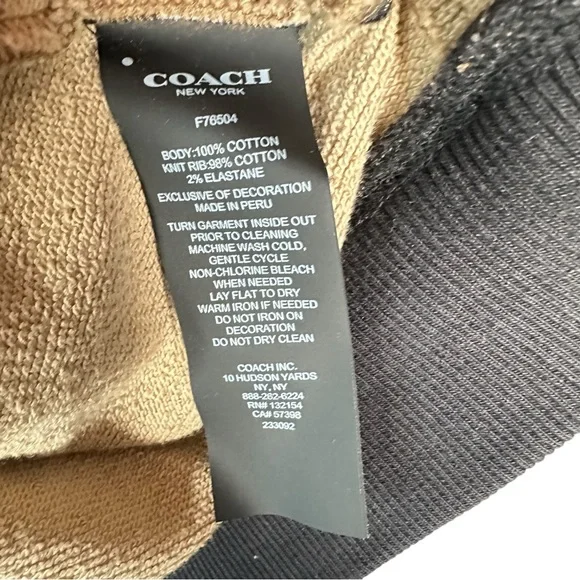 COACH
NEW YORK
F76504
BODY:100% COTTON
KNIT RIB:98% COTTON
2% ELASTANE
EXCLUSIVE OF DECORATION
MADE IN PERU
TURN GARMENT INSIDE OUT
PRIOR TO CLEANING
MACHINE WASH COLD,
GENTLE CYCLE
NON-CHLORINE BLEACH
WHEN NEEDED
LAY FLAT TO DRY
WARM IRON IF NEEDED
DO NOT IRON ON
DECORATION
DO NOT DRY CLEAN
COACH INC.
10 HUDSON YARDS
NY, NY
888-262-6224
RN# 132154
CA# 57398
233092